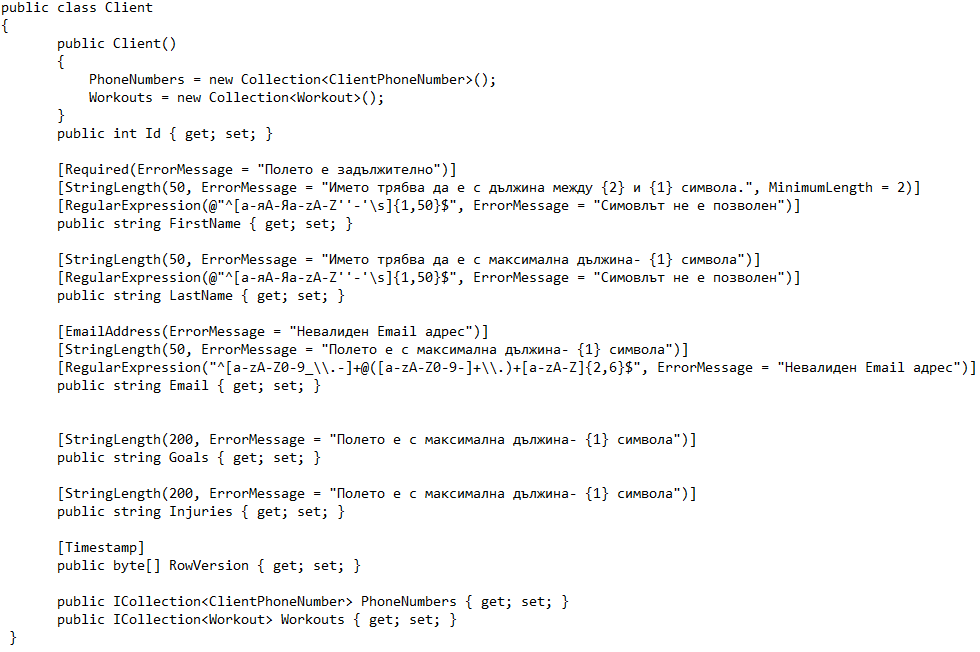 public class Client
{
public Client()
{
PhoneNumbers = new Collection<ClientPhoneNumber>();
Workouts = new Collection<Workout>();
}
public int Id { get; set; }
[Required(ErrorMessage = "Полето е задължително")]
[StringLength(50, ErrorMessage = "Името трябва да е с дължина между {2} и {1} символа.", MinimumLength = 2)]
[RegularExpression(@"^[а-яА-Яa-zA-Z''-'\s]{1,50}$", ErrorMessage = "Симовлът не е позволен")]
public string FirstName { get; set; }
[StringLength(50, ErrorMessage = "Името трябва да е с максимална дължина- {1} символа")]
[RegularExpression(@"^[а-яА-Яa-zA-Z''-'\s]{1,50}$", ErrorMessage = "Симовлът не е позволен")]
public string LastName { get; set; }
[EmailAddress(ErrorMessage = "Невалиден Email адрес")]
[StringLength(50, ErrorMessage = "Полето е с максимална дължина- {1} символа")]
[RegularExpression("^[a-zA-Z0-9_\\.-]+@([a-zA-Z0-9-]+\\.)+[a-zA-Z]{2,6}$", ErrorMessage = "Невалиден Email адрес")]
public string Email { get; set; }
[StringLength(200, ErrorMessage = "Полето е с максимална дължина- {1} символа")]
public string Goals { get; set; }
[StringLength(200, ErrorMessage = "Полето е с максимална дължина- {1} символа")]
public string Injuries { get; set; }
[Timestamp]
public byte[] RowVersion { get; set; }
public ICollection<ClientPhoneNumber> PhoneNumbers { get; set; }
public ICollection<Workout> Workouts { get; set; }
}